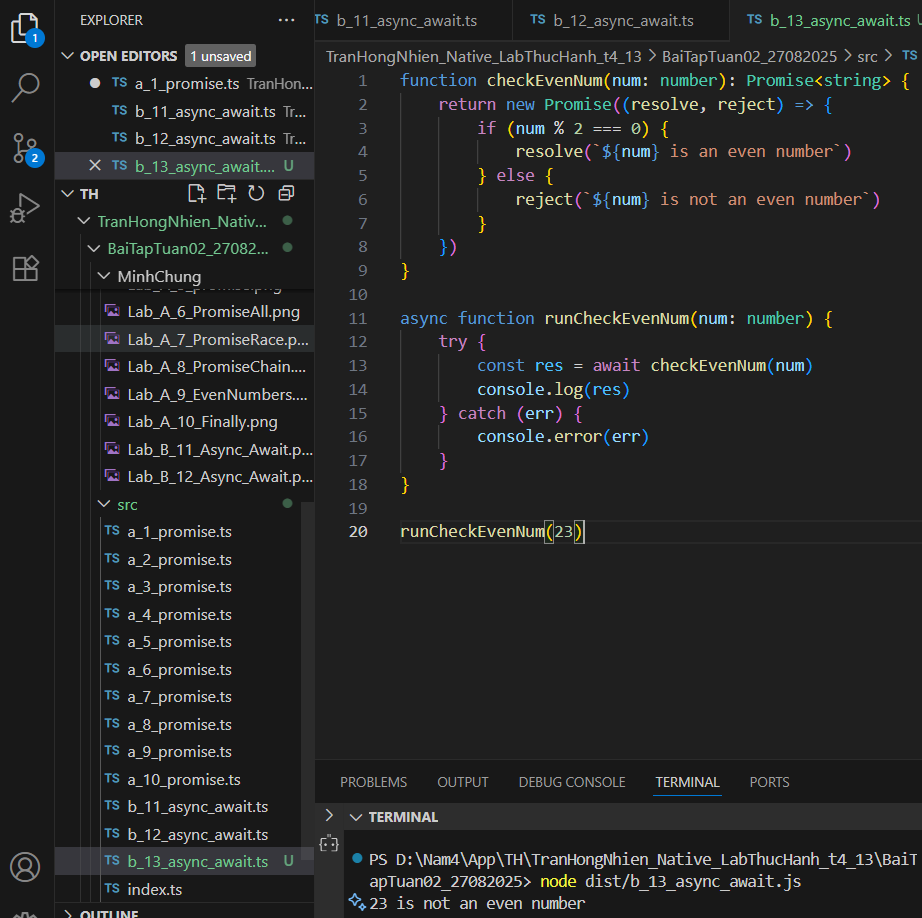 EXPLORER
OPEN EDITORS 1 unsaved
TS a_1_promise.ts TranHon...
TS b_11_async_await.ts Tr...
TS b_12_async_await.ts Tr...
TS b_13_async_await.... U
TH
TranHongNhien_Nativ...
BaiTapTuan02_27082...
MinhChung
Lab_A_6_PromiseAll.png
Lab_A_7_PromiseRace.p...
Lab_A_8_PromiseChain....
Lab_A_9_EvenNumbers....
Lab_A_10_Finally.png
Lab_B_11_Async_Await.p...
Lab_B_12_Async_Await.p...
src
TS a_1_promise.ts
TS a_2_promise.ts
TS a_3_promise.ts
TS a_4_promise.ts
TS a_5_promise.ts
TS a_6_promise.ts
TS a_7_promise.ts
TS a_8_promise.ts
TS a_9_promise.ts
TS a_10_promise.ts
TS b_11_async_await.ts
TS b_12_async_await.ts
TS b_13_async_await.ts U
TS index.ts
OUTLINE
1
2
TS b_11_async_await.ts TS b_12_async_await.ts TS b_13_async_await.ts U
TranHongNhien_Native_LabThucHanh_t4_13 > BaiTapTuan02_27082025 > src > TS
1 function checkEvenNum(num: number): Promise<string> {
2     return new Promise((resolve, reject) => {
3         if (num % 2 === 0) {
4             resolve(`${num} is an even number`)
5         } else {
6             reject(`${num} is not an even number`)
7         }
8     })
9 }
10
11 async function runCheckEvenNum(num: number) {
12     try {
13         const res = await checkEvenNum(num)
14         console.log(res)
15     } catch (err) {
16         console.error(err)
17     }
18 }
19
20 runCheckEvenNum(23)
PROBLEMS OUTPUT DEBUG CONSOLE TERMINAL PORTS
TERMINAL
PS D:\Nam4\App\TH\TranHongNhien_Native_LabThucHanh_t4_13\BaiT
apTuan02_27082025> node dist/b_13_async_await.js
23 is not an even number